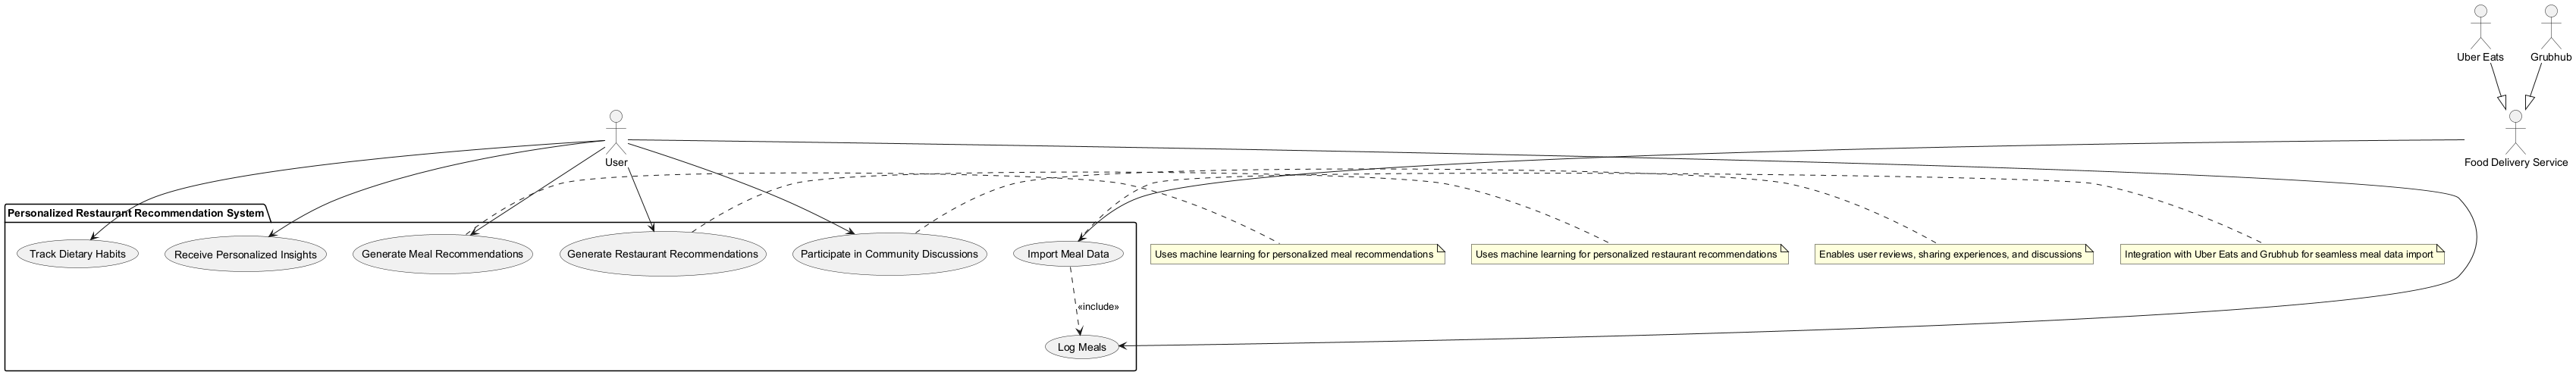 Uber Eats
Grubhub
User
Food Delivery Service
Personalized Restaurant Recommendation System
Track Dietary Habits
Receive Personalized Insights
Generate Meal Recommendations
Generate Restaurant Recommendations
Participate in Community Discussions
Import Meal Data
Uses machine learning for personalized meal recommendations
Uses machine learning for personalized restaurant recommendations
Enables user reviews, sharing experiences, and discussions
Integration with Uber Eats and Grubhub for seamless meal data import
«include»
Log Meals